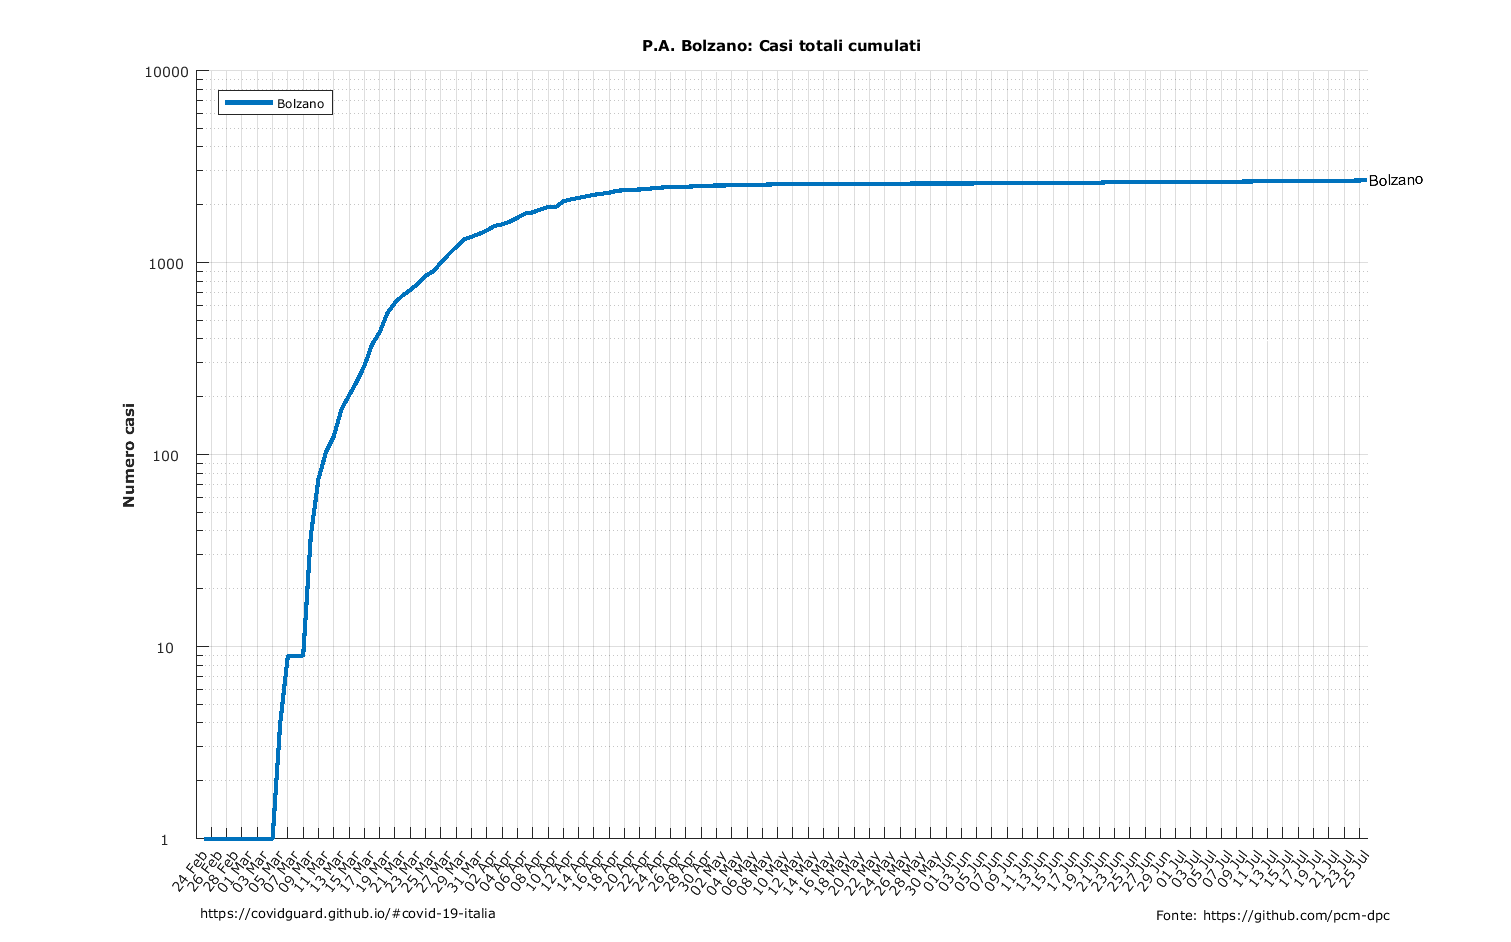 P.A. Bolzano: Casi totali cumulati
10000
Bolzano
Bolzano
1000
Numero casi
100
10
1
24 Feb
26 Feb
28 Feb
01 Mar
03 Mar
05 Mar
07 Mar
09 Mar
11 Mar
13 Mar
15 Mar
17 Mar
19 Mar
21 Mar
23 Mar
25 Mar
27 Mar
29 Mar
31 Mar
02 Apr
04 Apr
06 Apr
08 Apr
10 Apr
12 Apr
14 Apr
16 Apr
18 Apr
20 Apr
22 Apr
24 Apr
26 Apr
28 Apr
30 Apr
02 May
04 May
06 May
08 May
10 May
12 May
14 May
16 May
18 May
20 May
22 May
24 May
26 May
28 May
30 May
01 Jun
03 Jun
05 Jun
07 Jun
09 Jun
11 Jun
13 Jun
15 Jun
17 Jun
19 Jun
21 Jun
23 Jun
25 Jun
27 Jun
29 Jun
01 Jul
03 Jul
05 Jul
07 Jul
09 Jul
11 Jul
13 Jul
15 Jul
17 Jul
19 Jul
21 Jul
23 Jul
25 Jul
https://covidguard.github.io/#covid-19-italia
Fonte: https://github.com/pcm-dpc